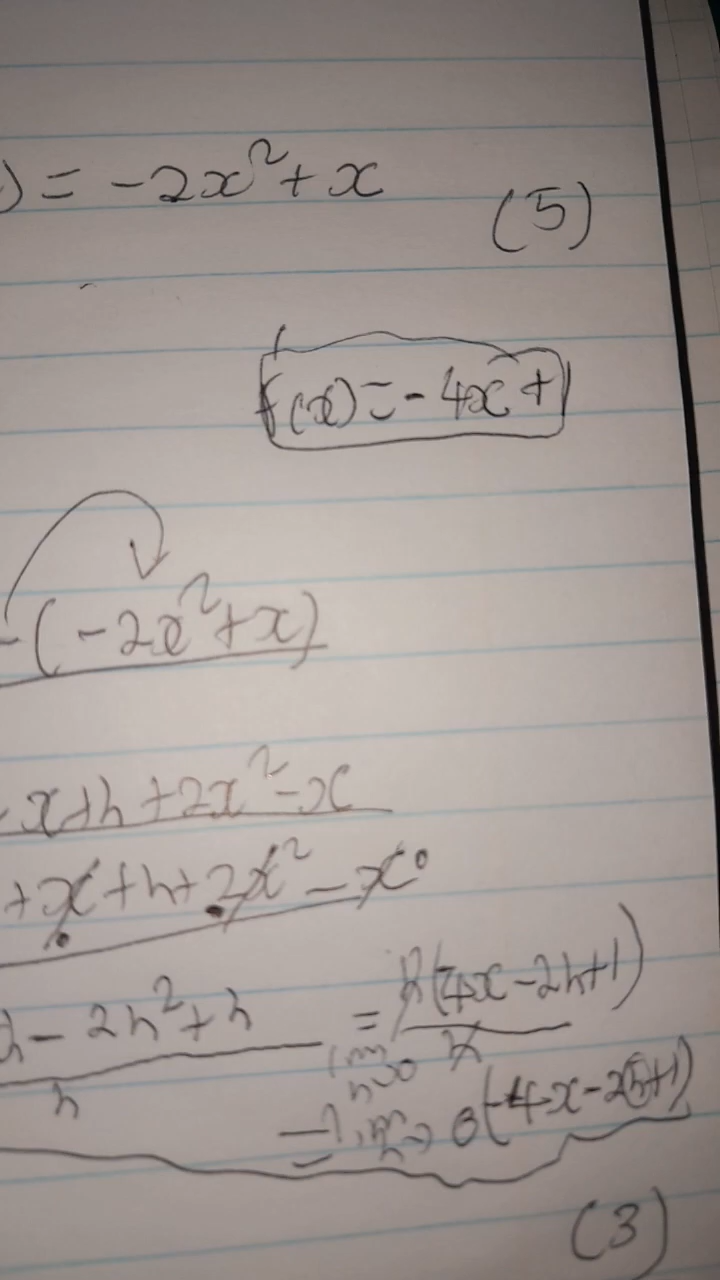 ) = -2x²+x
(5)
f'(x) = -4x+1
-(-2x²+x)
x+h+2x²-x
+x+h+2x²-x
h-2h²+h
= h(-4x-2h+1)
h
lim h→0 h
= lim h→0 (-4x-2h+1)
(3)